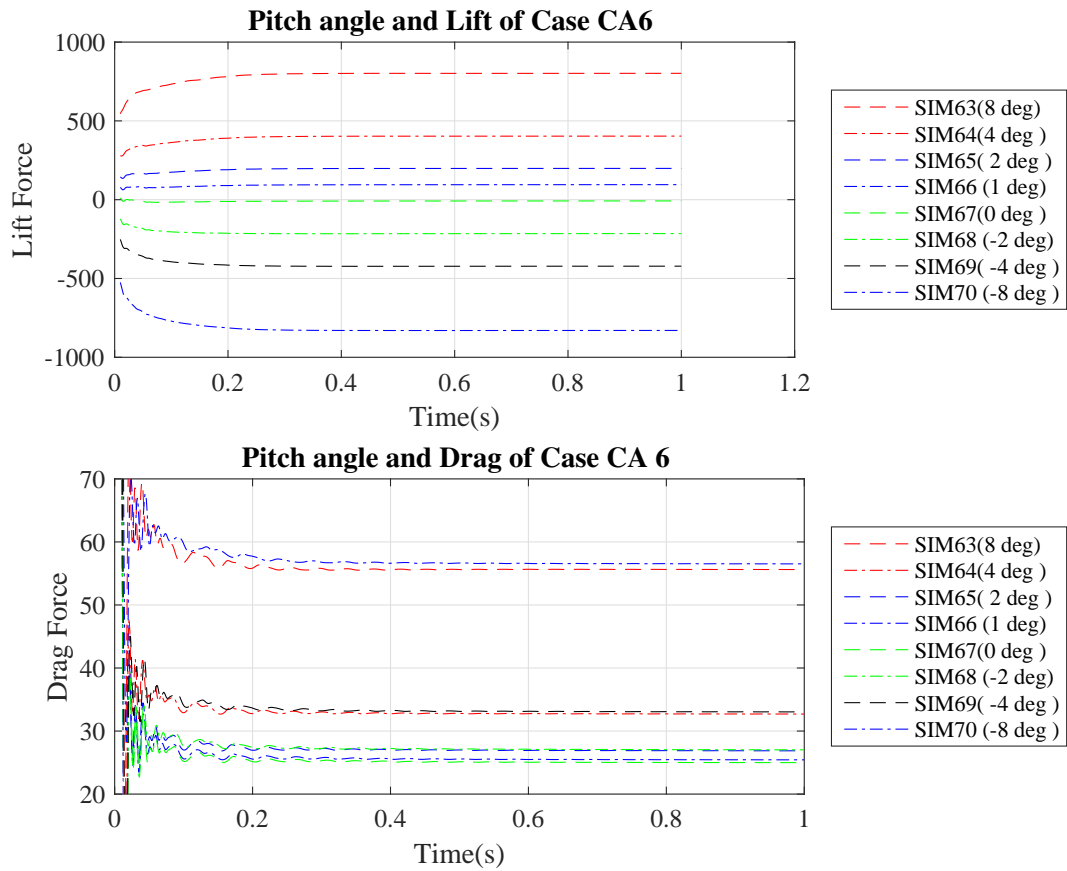 Pitch angle and Lift of Case CA6
1000
500
0
-500
-1000
Lift Force
0
0.2
0.4
0.6
0.8
1
1.2
Time(s)
SIM63(8 deg)
SIM64(4 deg )
SIM65( 2 deg )
SIM66 (1 deg)
SIM67(0 deg )
SIM68 (-2 deg)
SIM69( -4 deg )
SIM70 (-8 deg )
Pitch angle and Drag of Case CA 6
70
60
50
40
30
20
Drag Force
0
0.2
0.4
0.6
0.8
1
Time(s)
SIM63(8 deg)
SIM64(4 deg )
SIM65( 2 deg )
SIM66 (1 deg)
SIM67(0 deg )
SIM68 (-2 deg)
SIM69( -4 deg )
SIM70 (-8 deg )